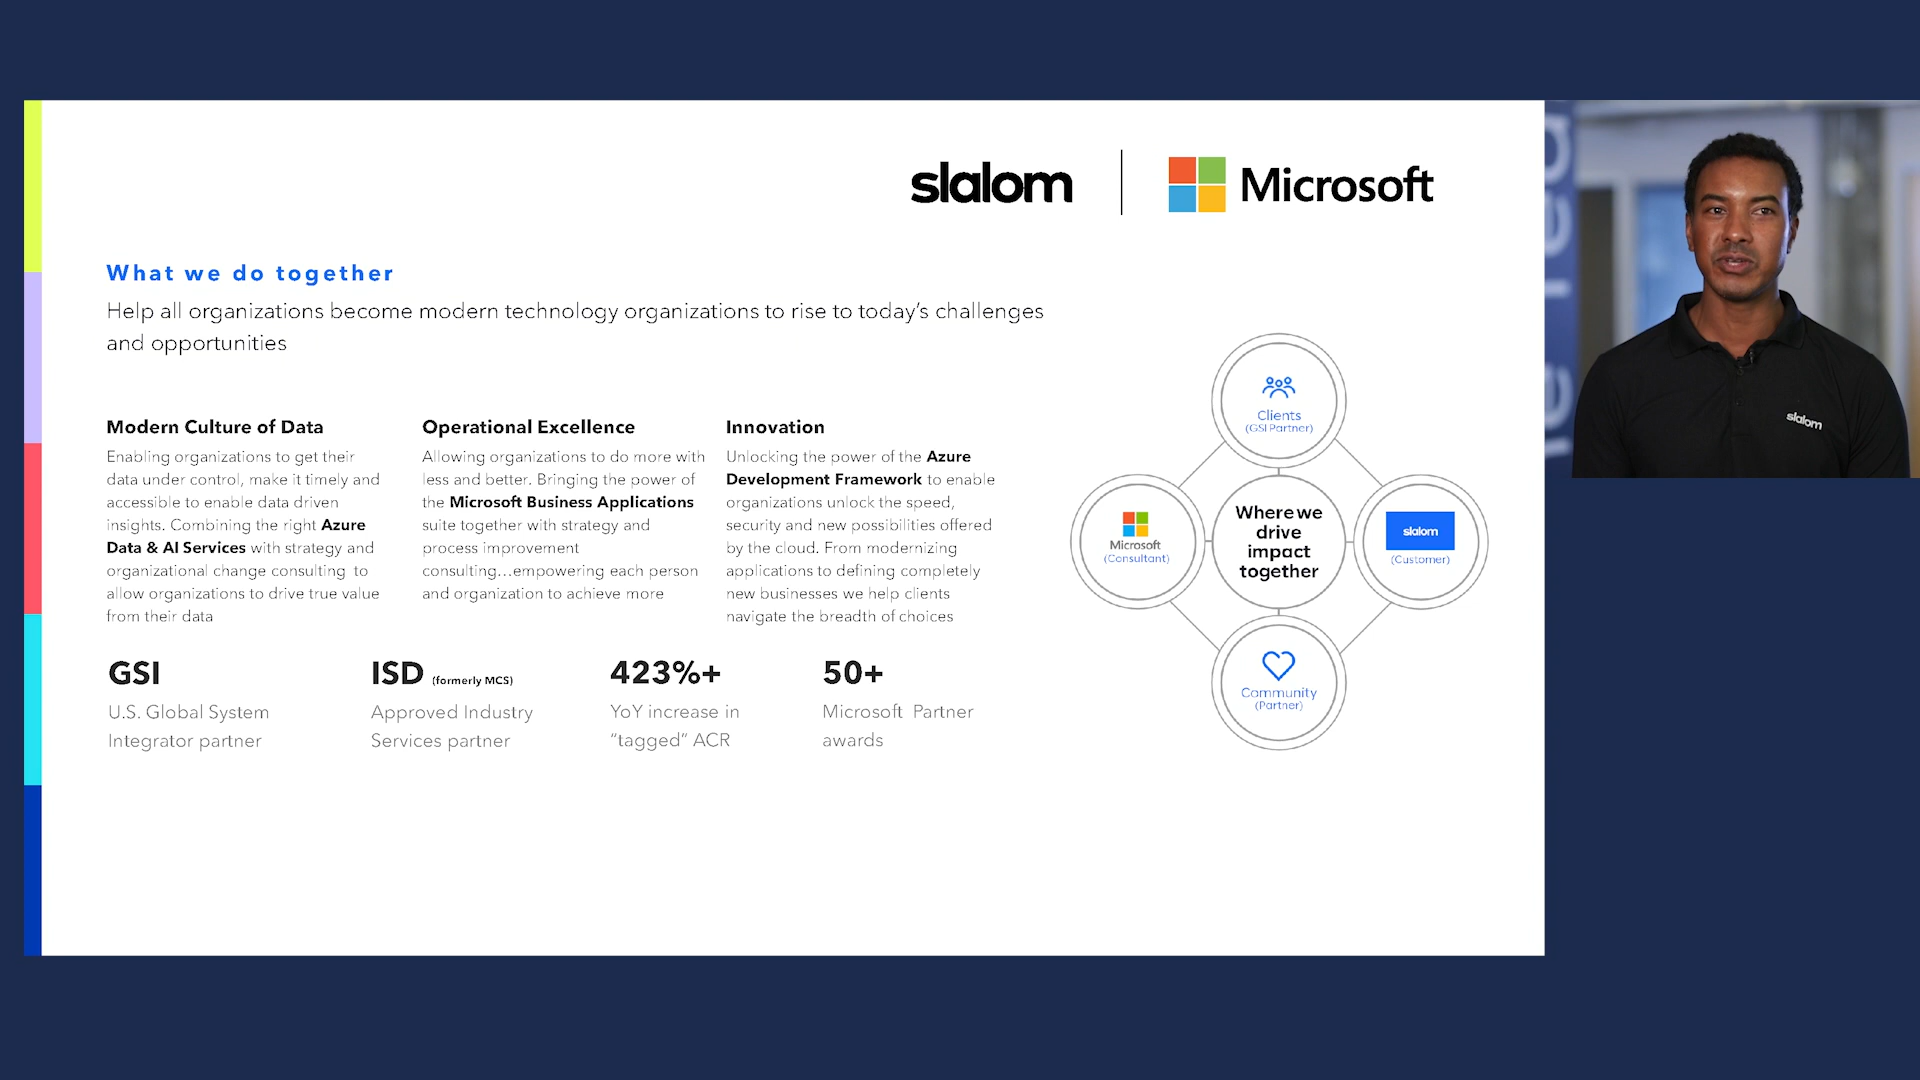 slalom
Microsoft
What we do together
Help all organizations become modern technology organizations to rise to today’s challenges
and opportunities
Modern Culture of Data
Enabling organizations to get their
data under control, make it timely and
accessible to enable data driven
insights. Combining the right Azure
Data & AI Services with strategy and
organizational change consulting to
allow organizations to drive true value
from their data
Operational Excellence
Allowing organizations to do more with
less and better. Bringing the power of
the Microsoft Business Applications
suite together with strategy and
process improvement
consulting...empowering each person
and organization to achieve more
Innovation
Unlocking the power of the Azure
Development Framework to enable
organizations unlock the speed,
security and new possibilities offered
by the cloud. From modernizing
applications to defining completely
new businesses we help clients
navigate the breadth of choices
GSI
U.S. Global System
Integrator partner
ISD (formerly MCS)
Approved Industry
Services partner
423%+
YoY increase in
“tagged” ACR
50+
Microsoft Partner
awards
Clients
(GSI Partner)
Microsoft
(Consultant)
Where we
drive
impact
together
slalom
(Customer)
Community
(Partner)
slalom